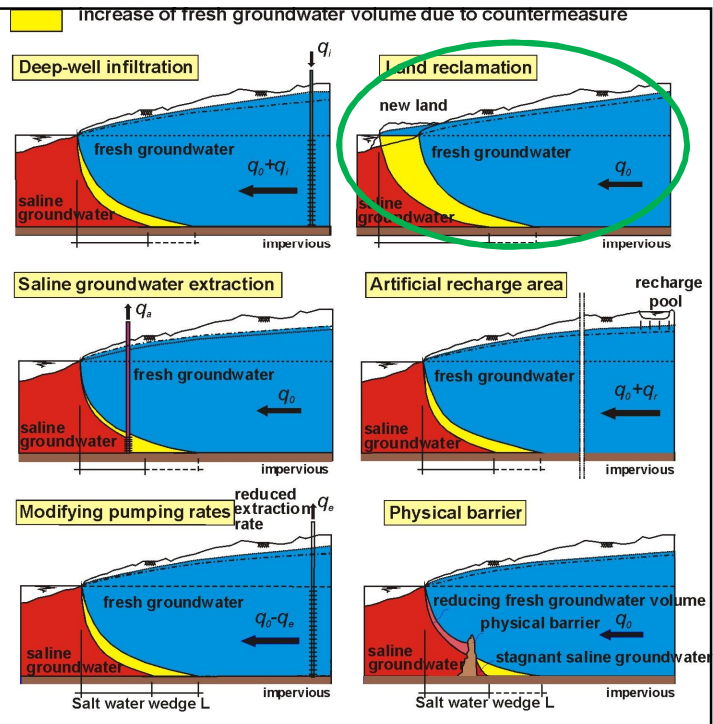 increase of fresh groundwater volume due to countermeasure
Deep-well infiltration
qi
fresh groundwater
q0+qi
saline
groundwater
impervious
Land reclamation
new land
fresh groundwater
q0
saline
groundwater
impervious
Saline groundwater extraction
qa
fresh groundwater
q0
saline
groundwater
impervious
Artificial recharge area
recharge
pool
fresh groundwater
q0+qr
saline
groundwater
impervious
Modifying pumping rates
reduced
extraction
rate
qe
fresh groundwater
q0-qe
saline
groundwater
impervious
Salt water wedge L
Physical barrier
reducing fresh groundwater volume
physical barrier
q0
saline
groundwater
stagnant saline groundwater
impervious
Salt water wedge L